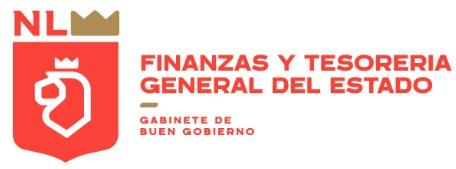 NL
FINANZAS Y TESORERIA
GENERAL DEL ESTADO
GABINETE DE
BUEN GOBIERNO